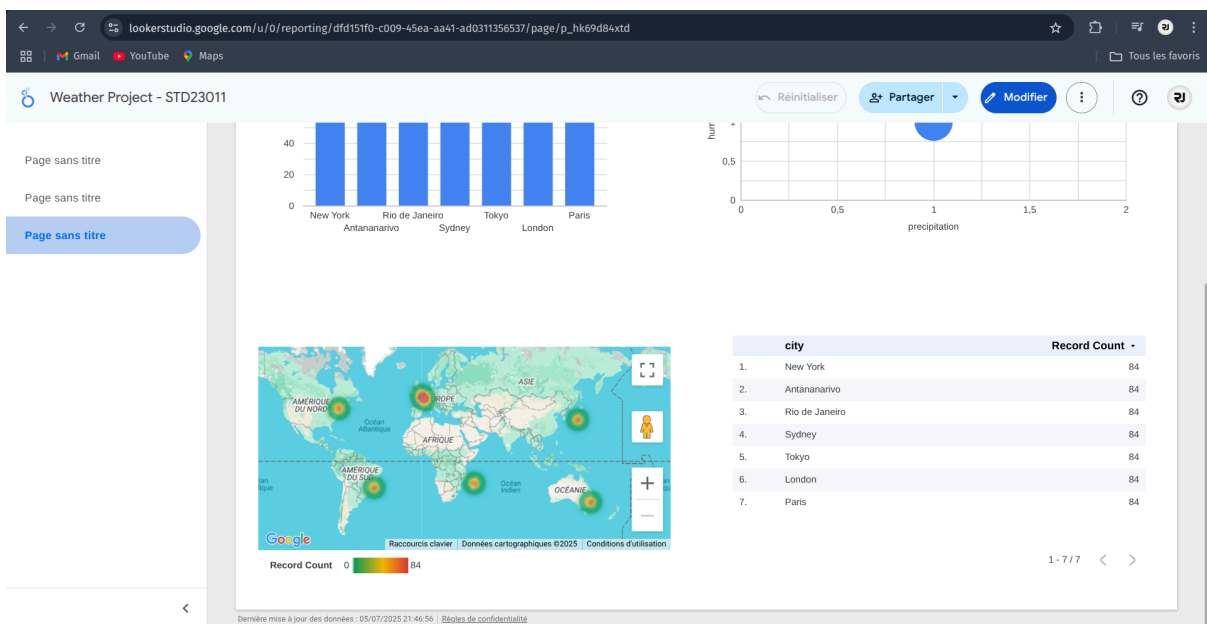 lookerstudio.google.com/u/0/reporting/dfd151f0-c009-45ea-aa41-ad0311356537/page/p_hk69d84xtd
Gmail YouTube Maps Tous les favoris
Weather Project - STD23011 Réinitialiser Partager Modifier
Page sans titre
Page sans titre
Page sans titre
40
20
0
New York Rio de Janeiro Tokyo Paris
Antananarivo Sydney London
hum
1
0,5
0
0 0,5 1 1,5 2
precipitation
AMÉRIQUE DU NORD
EUROPE
ASIE
Océan Atlantique
AFRIQUE
AMÉRIQUE DU SUD
Océan Indien
OCÉANIE
Google
Raccourcis clavier Données cartographiques ©2025 Conditions d'utilisation
Record Count 0 84
city Record Count
1. New York 84
2. Antananarivo 84
3. Rio de Janeiro 84
4. Sydney 84
5. Tokyo 84
6. London 84
7. Paris 84
1 - 7 / 7
Dernière mise à jour des données : 05/07/2025 21:46:56 Règles de confidentialité